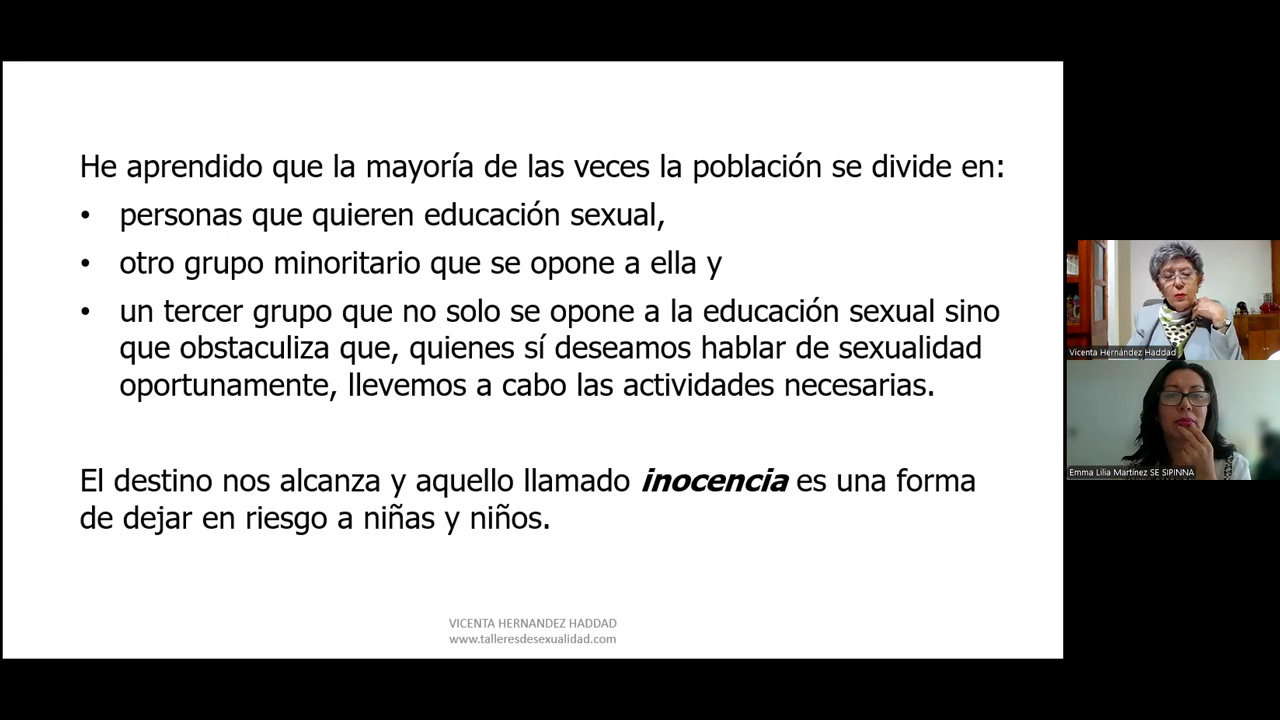 He aprendido que la mayoría de las veces la población se divide en:
• personas que quieren educación sexual,
• otro grupo minoritario que se opone a ella y
• un tercer grupo que no solo se opone a la educación sexual sino
que obstaculiza que, quienes sí deseamos hablar de sexualidad
oportunamente, llevemos a cabo las actividades necesarias.
El destino nos alcanza y aquello llamado inocencia es una forma
de dejar en riesgo a niñas y niños.
VICENTA HERNANDEZ HADDAD
www.talleresdesexualidad.com
Vicenta Hernández Haddad
Emma Lilia Martínez SE SIPINNA